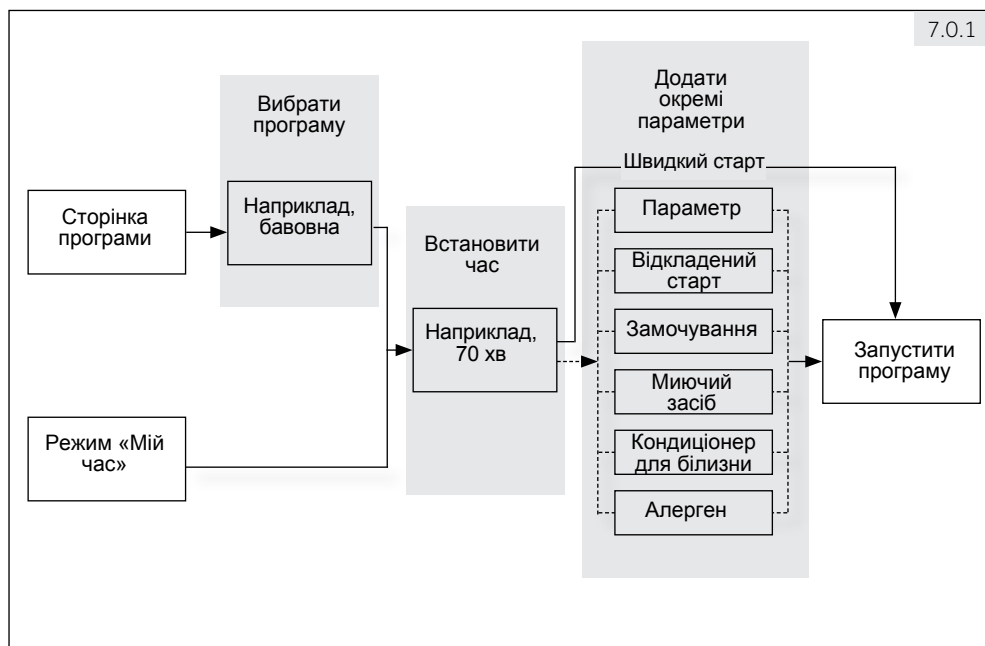 7.0.1
Вибрати
програму
Додати
окремі
параметри
Швидкий старт
Сторінка
програми
Наприклад,
бавовна
Встановити
час
Наприклад,
70 хв
Параметр
Відкладений
старт
Замочування
Миючий
засіб
Кондиціонер
для білизни
Алерген
Запустити
програму
Режим «Мій
час»